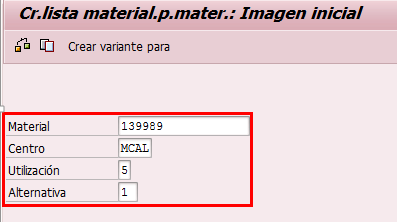 Cr.lista material.p.mater.: Imagen inicial
Crear variante para
Material 139989
Centro MCAL
Utilización 5
Alternativa 1